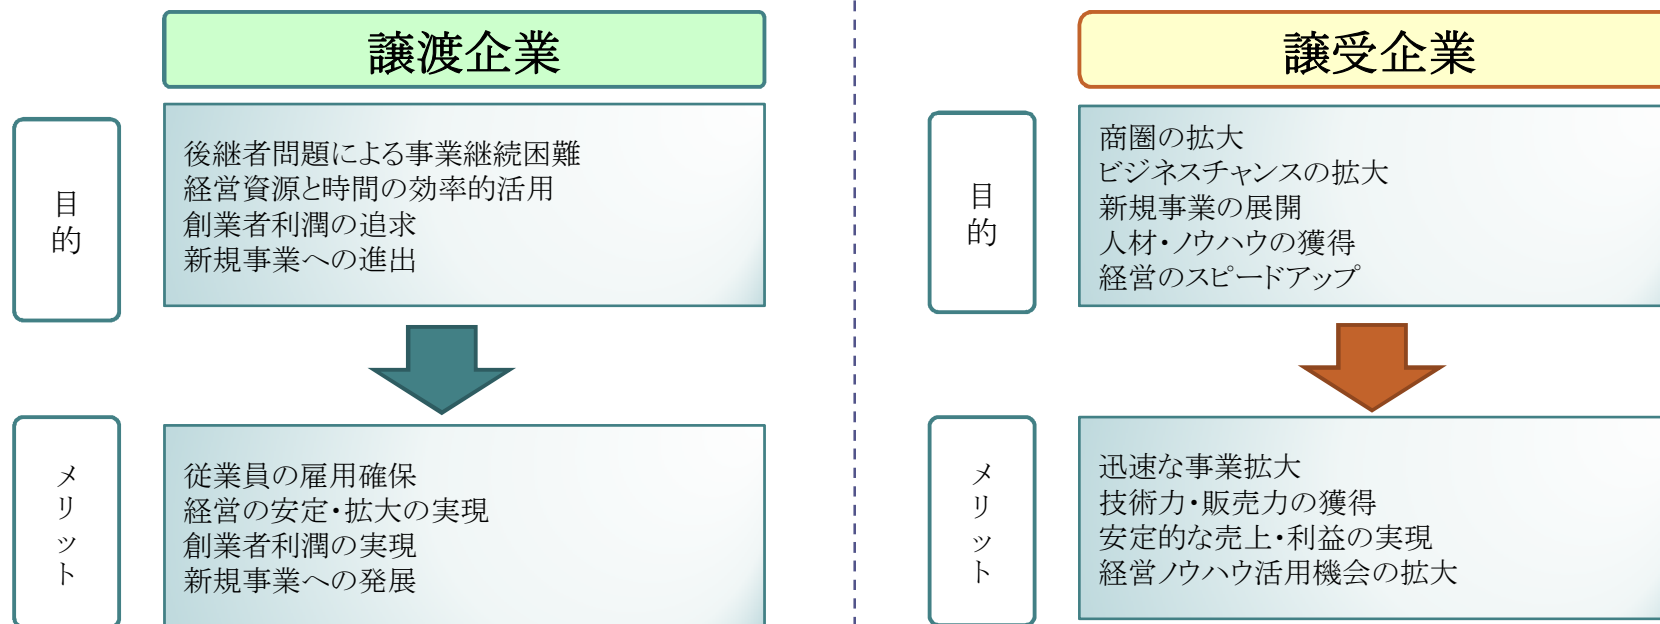 譲渡企業
目的
後継者問題による事業継続困難
経営資源と時間の効率的活用
創業者利潤の追求
新規事業への進出
メリット
従業員の雇用確保
経営の安定・拡大の実現
創業者利潤の実現
新規事業への発展
譲受企業
目的
商圏の拡大
ビジネスチャンスの拡大
新規事業の展開
人材・ノウハウの獲得
経営のスピードアップ
メリット
迅速な事業拡大
技術力・販売力の獲得
安定的な売上・利益の実現
経営ノウハウ活用機会の拡大